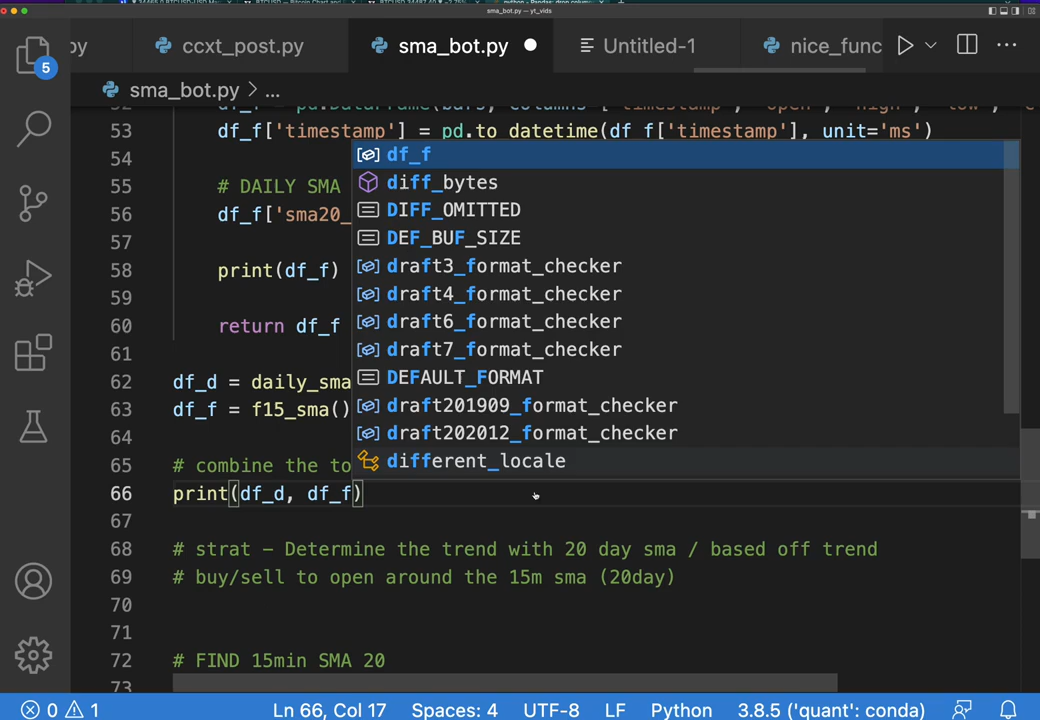 sma_bot.py — yt_vids
py
ccxt_post.py
sma_bot.py
Untitled-1
nice_func
sma_bot.py > ...
5
53 df_f['timestamp'] = pd.to_datetime(df_f['timestamp'], unit='ms')
54
55 # DAILY SMA
56 df_f['sma20_
57
58 print(df_f)
59
60 return df_f
61
62 df_d = daily_sma
63 df_f = f15_sma()
64
65 # combine the to
66 print(df_d, df_f)
67
68 # strat - Determine the trend with 20 day sma / based off trend
69 # buy/sell to open around the 15m sma (20day)
70
71
72 # FIND 15min SMA 20
73
df_f
diff_bytes
DIFF_OMITTED
DEF_BUF_SIZE
draft3_format_checker
draft4_format_checker
draft6_format_checker
draft7_format_checker
DEFAULT_FORMAT
draft201909_format_checker
draft202012_format_checker
different_locale
0 1 Ln 66, Col 17 Spaces: 4 UTF-8 LF Python 3.8.5 ('quant': conda)